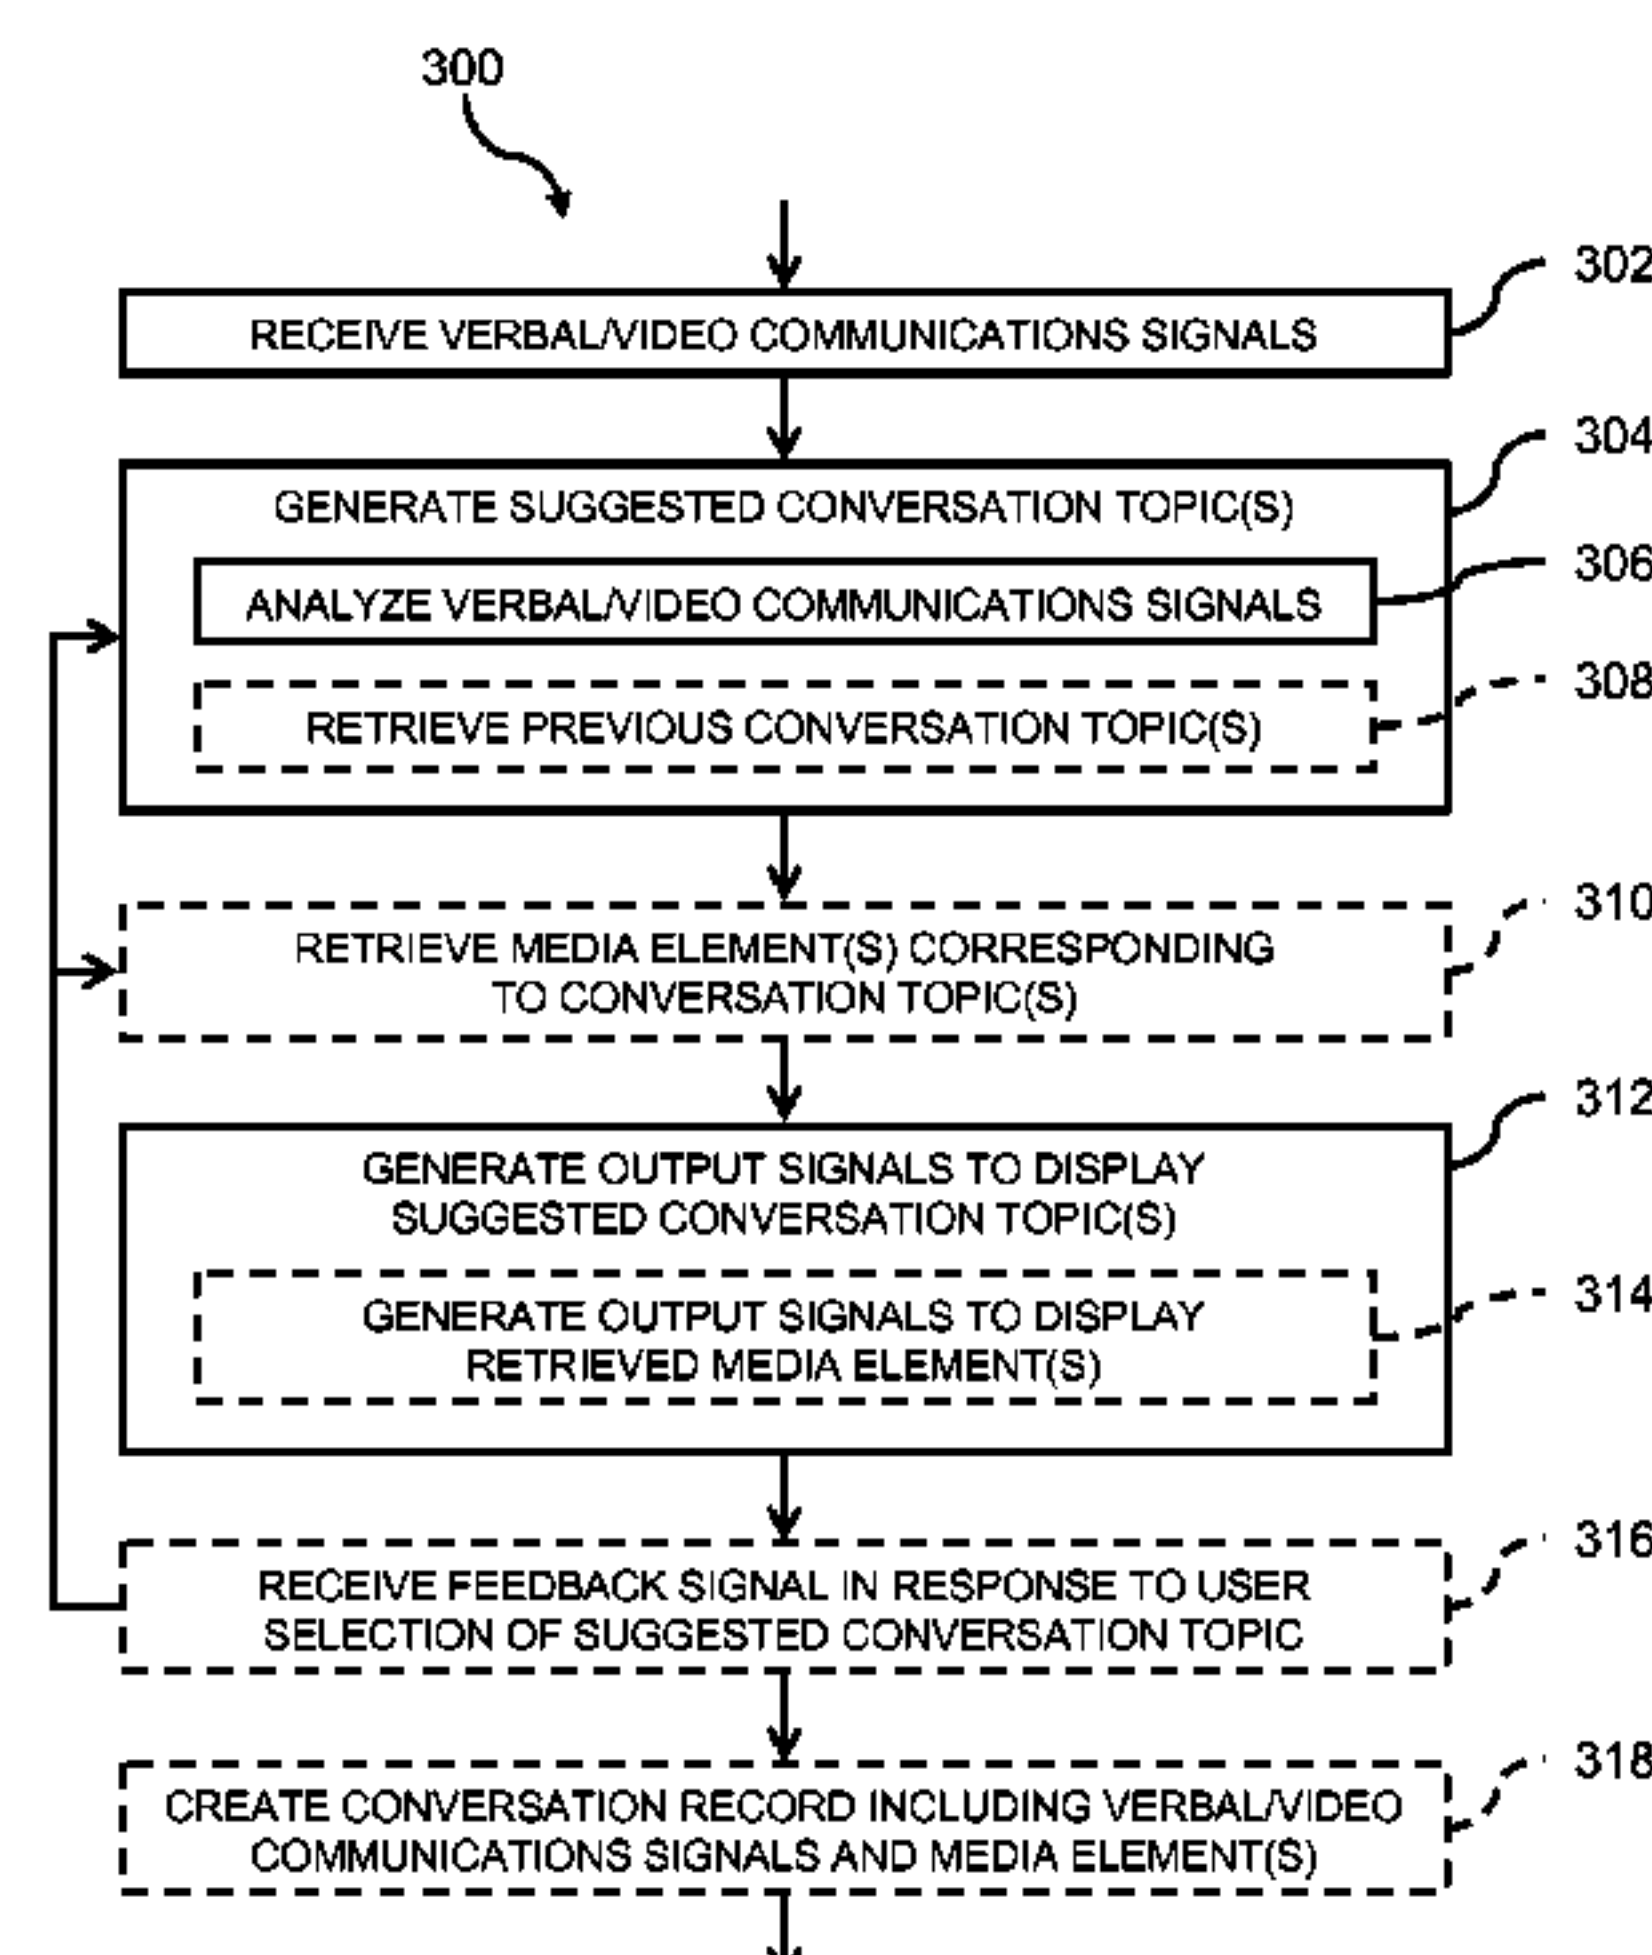 300
302
RECEIVE VERBAL/VIDEO COMMUNICATIONS SIGNALS
304
GENERATE SUGGESTED CONVERSATION TOPIC(S)
306
ANALYZE VERBAL/VIDEO COMMUNICATIONS SIGNALS
308
RETRIEVE PREVIOUS CONVERSATION TOPIC(S)
310
RETRIEVE MEDIA ELEMENT(S) CORRESPONDING
TO CONVERSATION TOPIC(S)
312
GENERATE OUTPUT SIGNALS TO DISPLAY
SUGGESTED CONVERSATION TOPIC(S)
314
GENERATE OUTPUT SIGNALS TO DISPLAY
RETRIEVED MEDIA ELEMENT(S)
316
RECEIVE FEEDBACK SIGNAL IN RESPONSE TO USER
SELECTION OF SUGGESTED CONVERSATION TOPIC
318
CREATE CONVERSATION RECORD INCLUDING VERBAL/VIDEO
COMMUNICATIONS SIGNALS AND MEDIA ELEMENT(S)